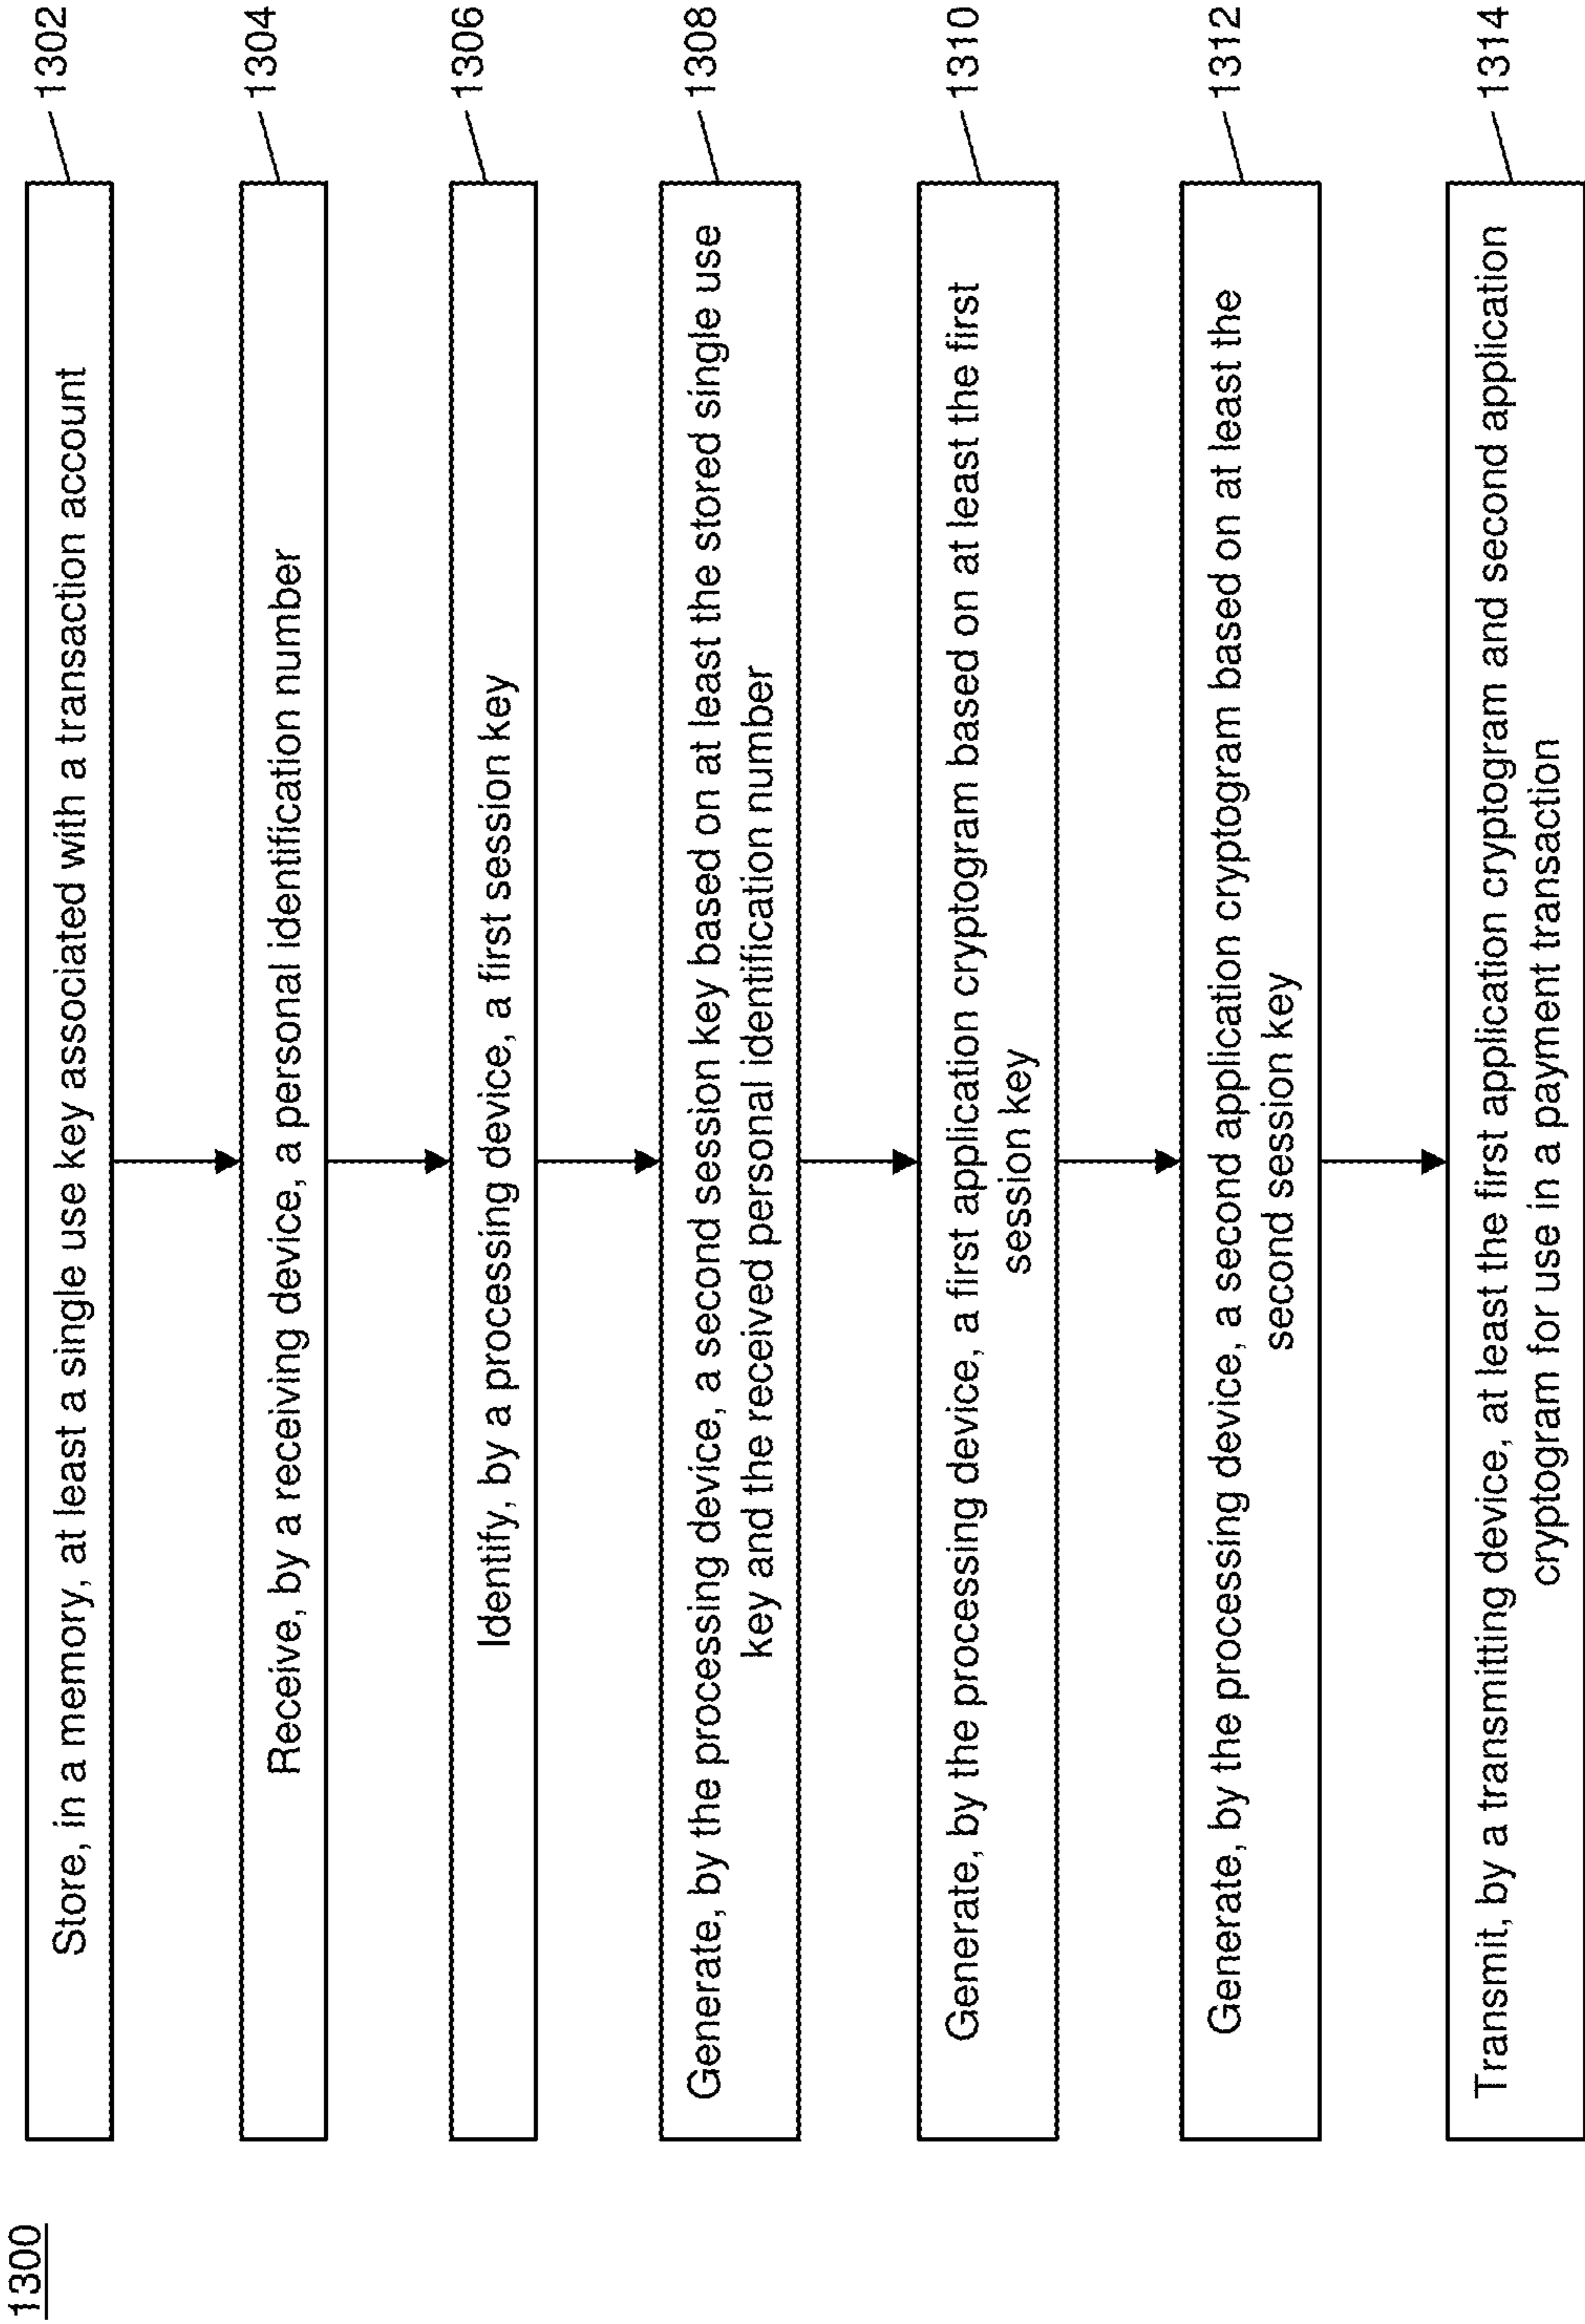 1300
Store, in a memory, at least a single use key associated with a transaction account
1302
Receive, by a receiving device, a personal identification number
1304
Identify, by a processing device, a first session key
1306
Generate, by the processing device, a second session key based on at least the stored single use
key and the received personal identification number
1308
Generate, by the processing device, a first application cryptogram based on at least the first
session key
1310
Generate, by the processing device, a second application cryptogram based on at least the
second session key
1312
Transmit, by a transmitting device, at least the first application cryptogram and second application
cryptogram for use in a payment transaction
1314